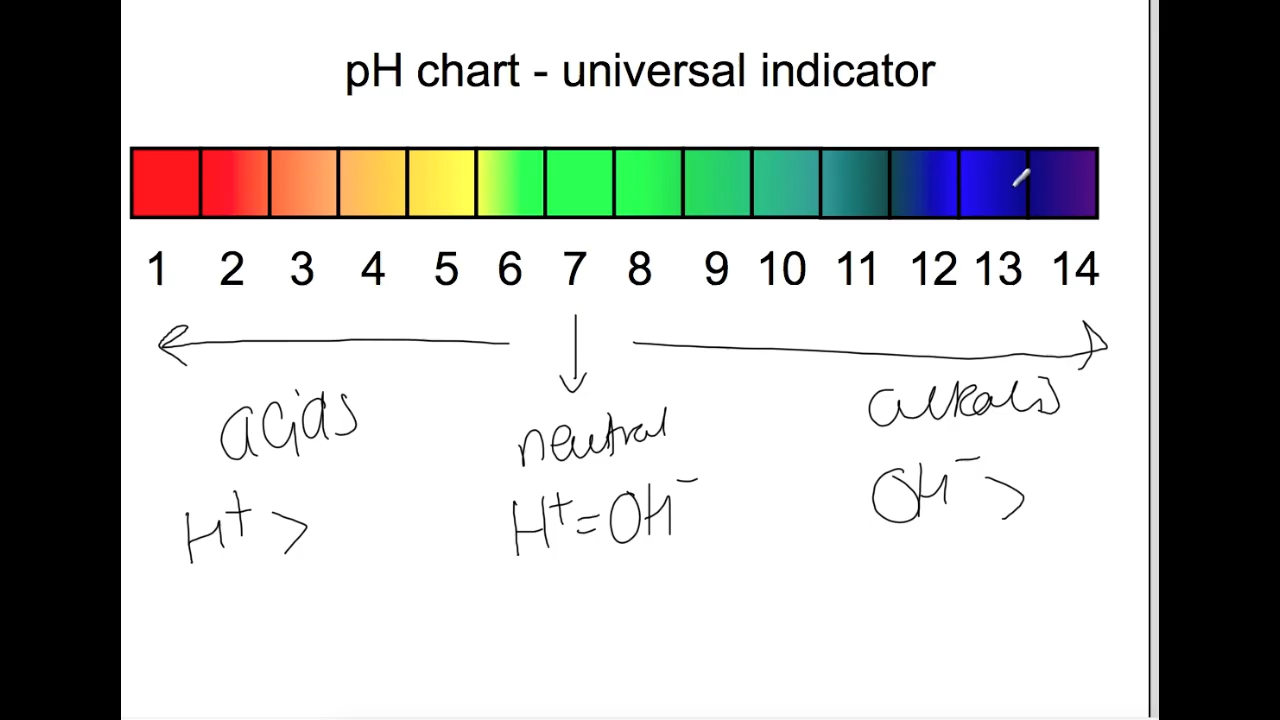 pH chart - universal indicator
1 2 3 4 5 6 7 8 9 10 11 12 13 14
acids neutral alkalis
H⁺ > H⁺=OH⁻ OH⁻ >